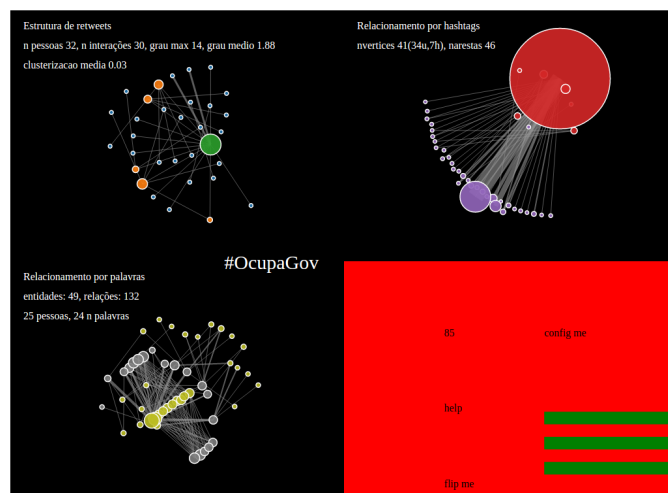 Estrutura de retweets
n pessoas 32, n interações 30, grau max 14, grau medio 1.88
clusterizacao media 0.03
Relacionamento por hashtags
nvertices 41(34u,7h), narestas 46
#OcupaGov
Relacionamento por palavras
entidades: 49, relações: 132
25 pessoas, 24 n palavras
85
config me
help
flip me